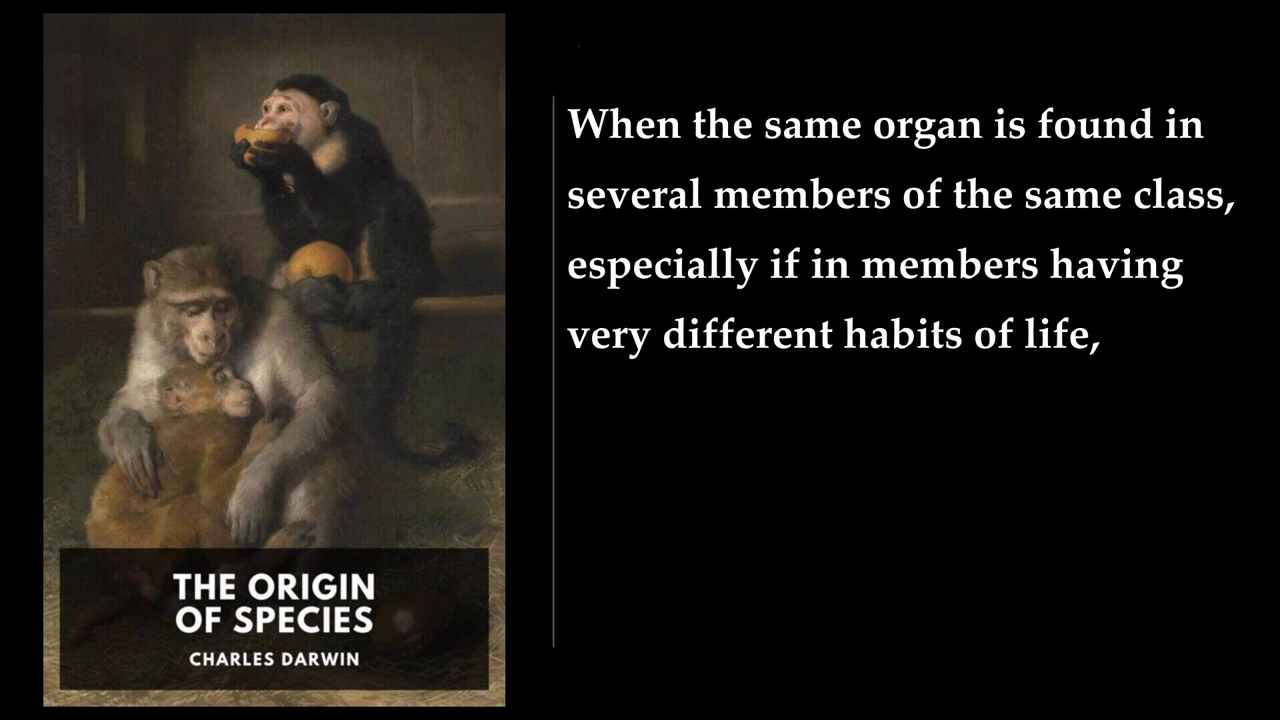 THE ORIGIN
OF SPECIES
CHARLES DARWIN
When the same organ is found in
several members of the same class,
especially if in members having
very different habits of life,